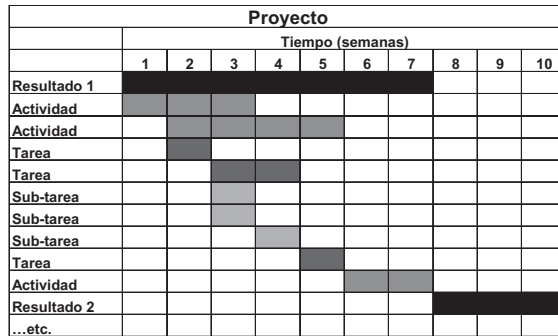 Proyecto
Tiempo (semanas)
1 2 3 4 5 6 7 8 9 10
Resultado 1
Actividad
Actividad
Tarea
Tarea
Sub-tarea
Sub-tarea
Sub-tarea
Tarea
Actividad
Resultado 2
…etc.